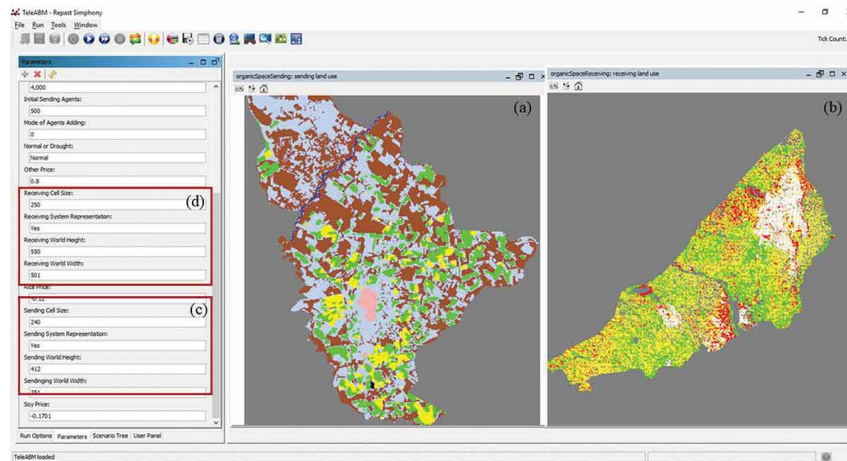 TeleABM - Repast Simphony
File Run Tools Window
Tick Count:
Parameters
4,000
Initial Sending Agents:
500
Mode of Agents Adding:
0
Normal or Drought:
Normal
Other Price:
0.8
Receiving Cell Size:
(d)
250
Receiving System Representation:
Yes
Receiving World Height:
550
Receiving World Width:
501
Rice Price:
Sending Cell Size:
(c)
240
Sending System Representation:
Yes
Sending World Height:
412
Sendinging World Width:
Soy Price:
-0.1701
Run Options Parameters Scenario Tree User Panel
TeleABM loaded
organicSpaceSending: sending land use
(a)
organicSpaceReceiving: receiving land use
(b)